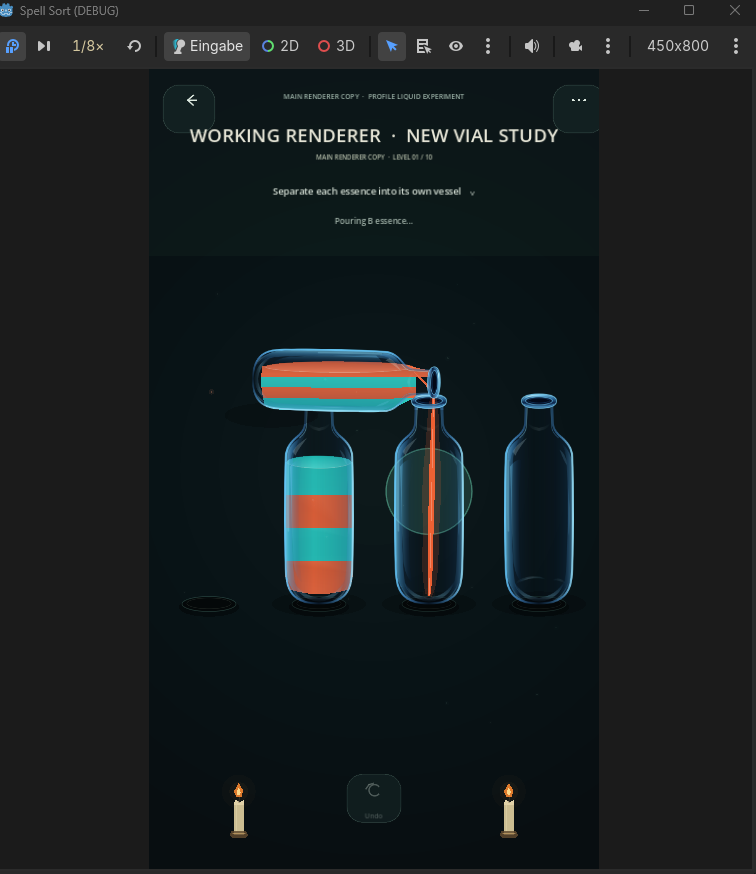 Spell Sort (DEBUG)
1/8×
Eingabe
2D
3D
450x800
MAIN RENDERER COPY · PROFILE LIQUID EXPERIMENT
WORKING RENDERER · NEW VIAL STUDY
MAIN RENDERER COPY · LEVEL 01 / 10
Separate each essence into its own vessel
Pouring B essence...
Undo